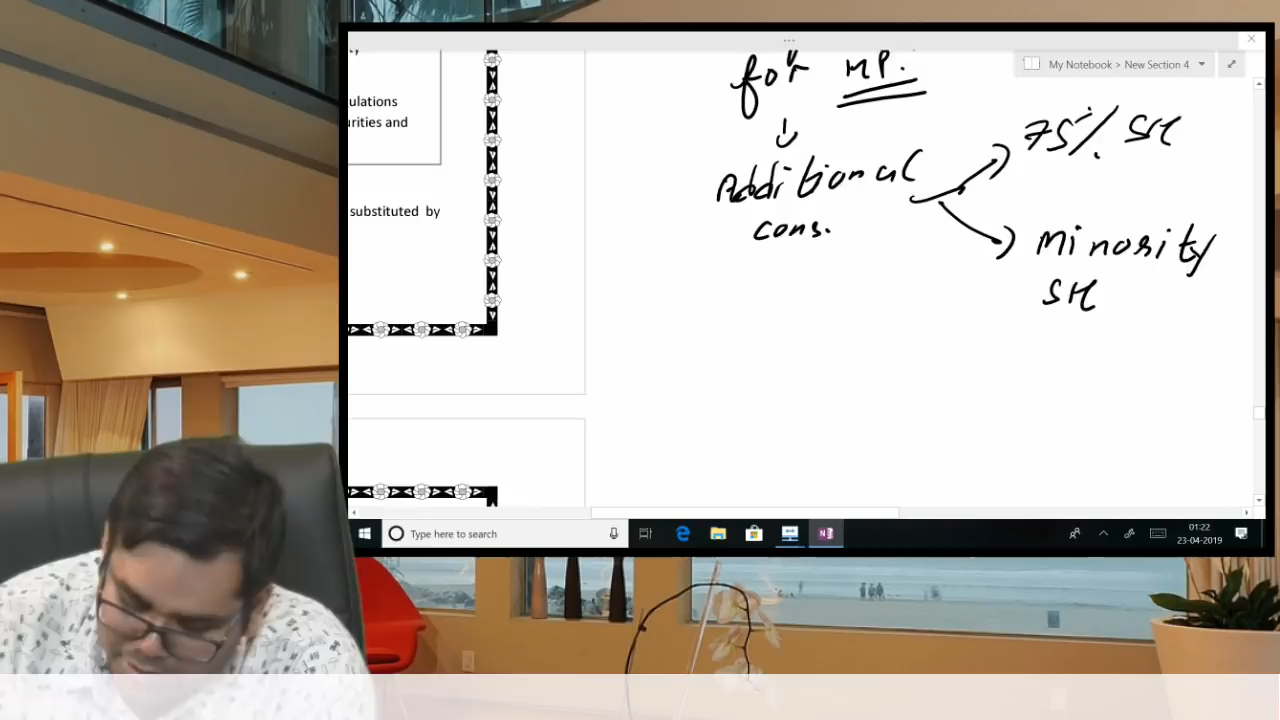 My Notebook > New Section 4
ulations
urities and
substituted by
for MP.
Additional
cons.
75% SH
Minority
SH
Type here to search
01:22
23-04-2019